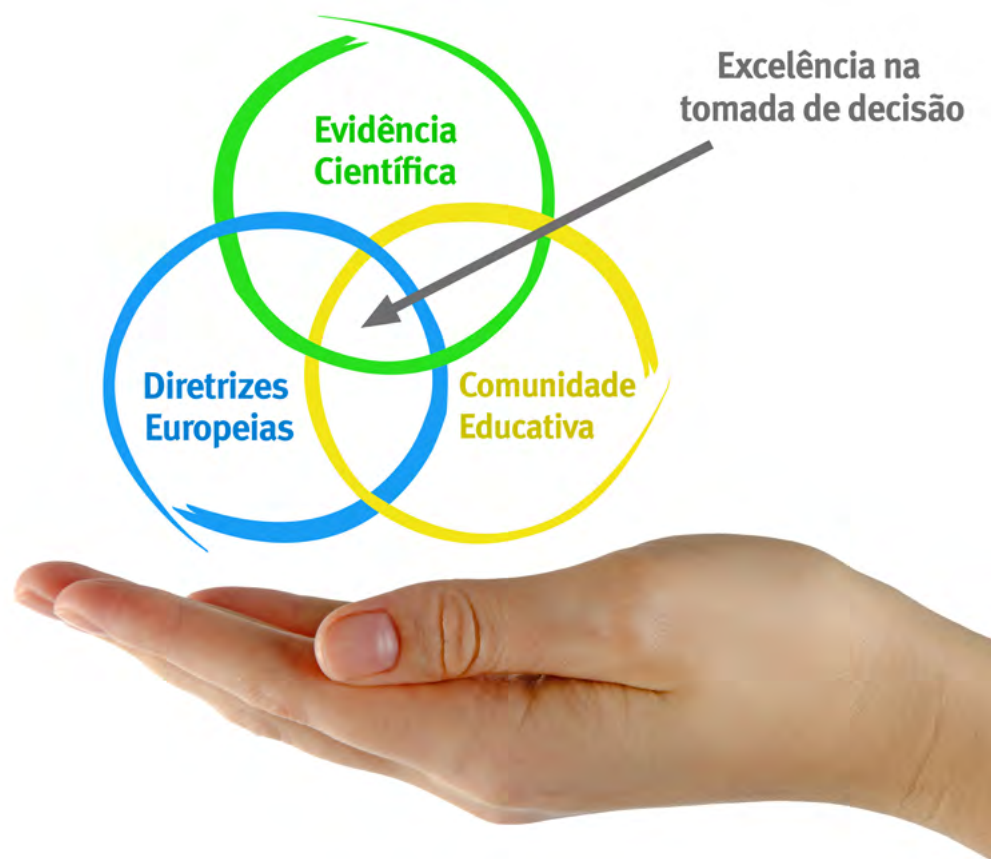 Excelência na
tomada de decisão
Evidência
Científica
Diretrizes
Europeias
Comunidade
Educativa